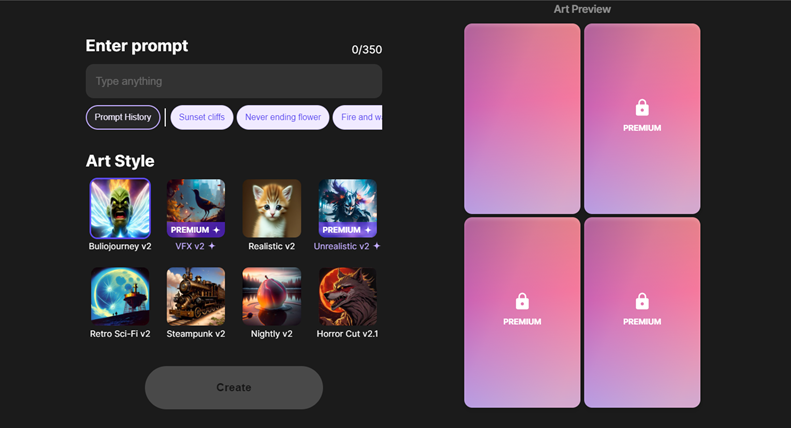 Art Preview
Enter prompt
0/350
Type anything
Prompt History
Sunset cliffs
Never ending flower
Fire and w
Art Style
PREMIUM
PREMIUM
Buliojourney v2
VFX v2
Realistic v2
Unrealistic v2
Retro Sci-Fi v2
Steampunk v2
Nightly v2
Horror Cut v2.1
Create
PREMIUM
PREMIUM
PREMIUM